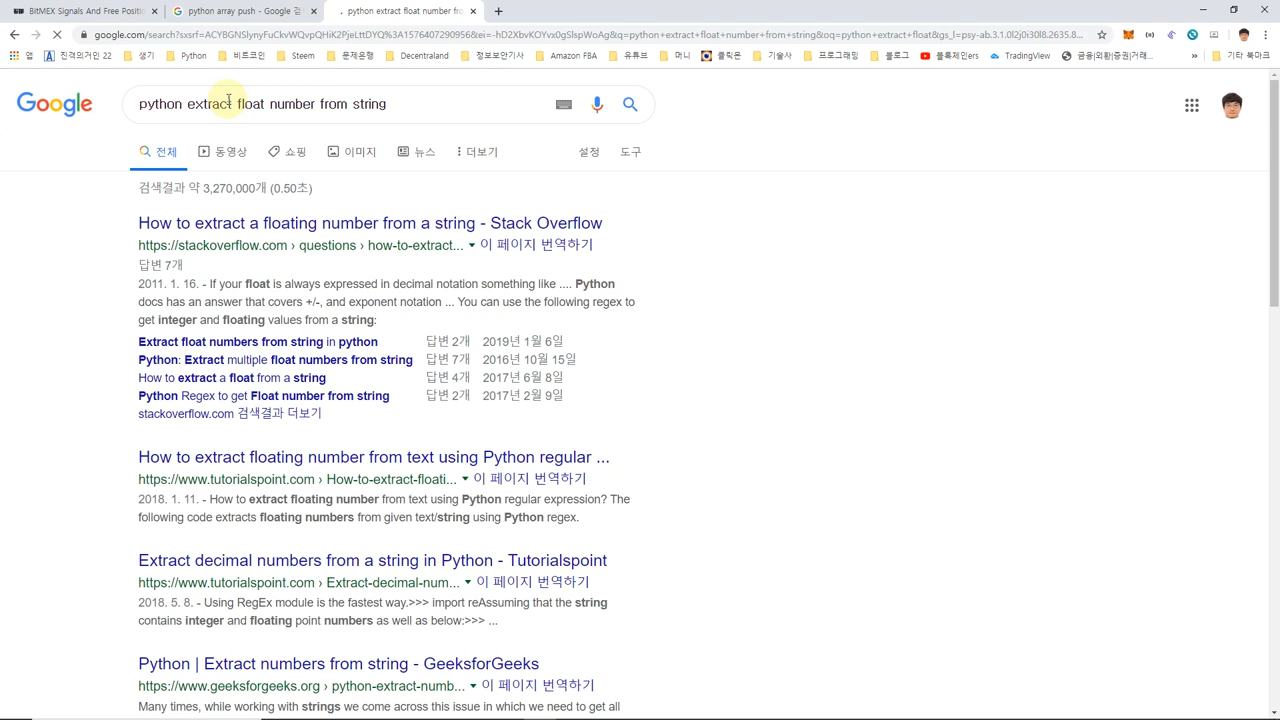 BitMEX Signals And Free Positi
python array push - Google 검
python extract float number fro
google.com/search?sxsrf=ACYBGNSlynyFuCkvWQvpQHix2PjeLttDYQ%3A1576407290956&ei=-hD2XbvKOYvx0gSlspWoAg&q=python+extract+float+number+from+string&oq=python+extract+float&gs_l=psy-ab.3.1.0l2j0i30l8.2635.8...
앱
진격의거인 22
생기
Python
비트코인
Steem
문제은행
Decentraland
정보보안기사
Amazon FBA
유튜브
머니
클릭몬
기술사
프로그래밍
블로그
블록체인스
TradingView
금융|외환|증권|거래...
»
기타 북마크
Google
python extract float number from string
전체
동영상
쇼핑
이미지
뉴스
더보기
설정
도구
검색결과 약 3,270,000개 (0.50초)
How to extract a floating number from a string - Stack Overflow
https://stackoverflow.com › questions › how-to-extract... ▼ 이 페이지 번역하기
답변 7개
2011. 1. 16. - If your float is always expressed in decimal notation something like .... Python
docs has an answer that covers +/-, and exponent notation ... You can use the following regex to
get integer and floating values from a string:
Extract float numbers from string in python 답변 2개 2019년 1월 6일
Python: Extract multiple float numbers from string 답변 7개 2016년 10월 15일
How to extract a float from a string 답변 4개 2017년 6월 8일
Python Regex to get Float number from string 답변 2개 2017년 2월 9일
stackoverflow.com 검색결과 더보기
How to extract floating number from text using Python regular ...
https://www.tutorialspoint.com › How-to-extract-floati... ▼ 이 페이지 번역하기
2018. 1. 11. - How to extract floating number from text using Python regular expression? The
following code extracts floating numbers from given text/string using Python regex.
Extract decimal numbers from a string in Python - Tutorialspoint
https://www.tutorialspoint.com › Extract-decimal-num... ▼ 이 페이지 번역하기
2018. 5. 8. - Using RegEx module is the fastest way.>>> import reAssuming that the string
contains integer and floating point numbers as well as below:>>> ...
Python | Extract numbers from string - GeeksforGeeks
https://www.geeksforgeeks.org › python-extract-numb... ▼ 이 페이지 번역하기
Many times, while working with strings we come across this issue in which we need to get all